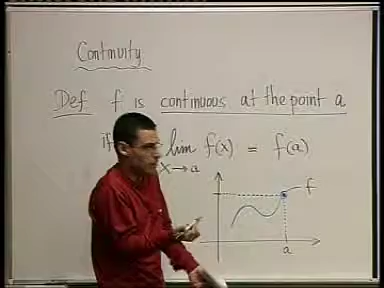 Continuity
Def f is continuous at the point a
if lim f(x) = f(a)
x→a
f
a